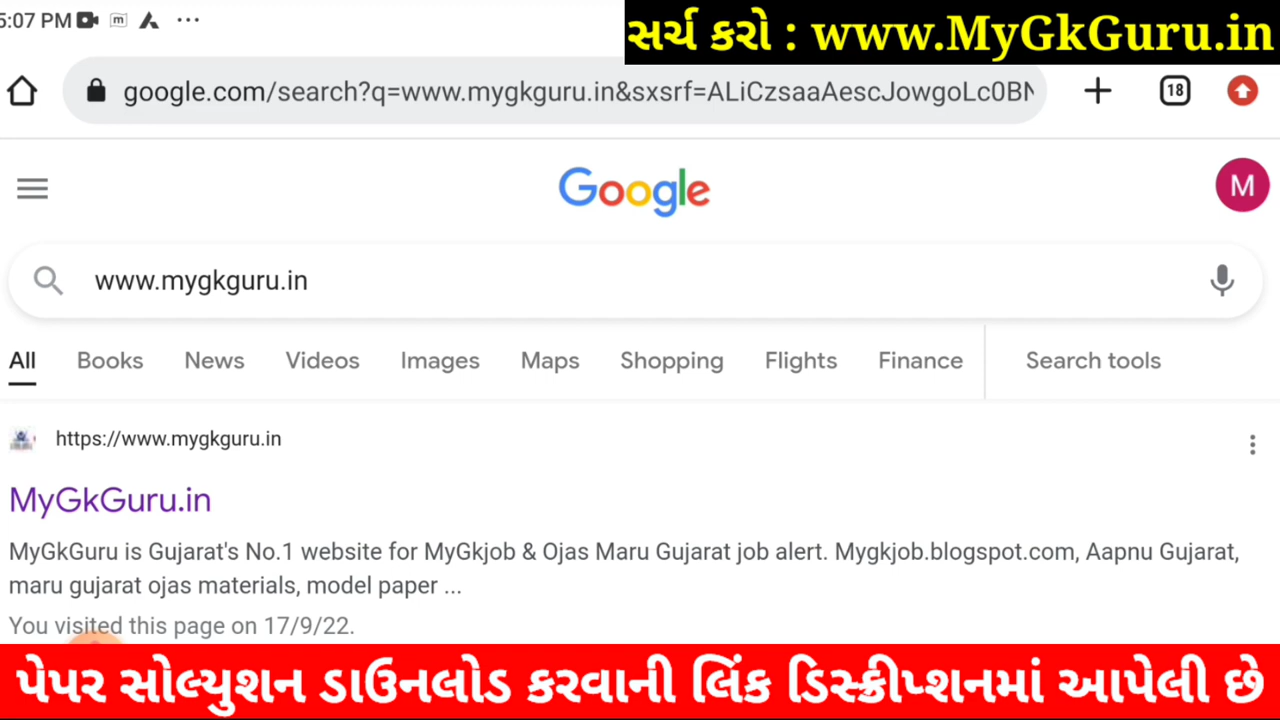 5:07 PM
સર્ચ કરો : www.MyGkGuru.in
google.com/search?q=www.mygkguru.in&sxsrf=ALiCzsaaAescJowgoLc0BN
18
Google
M
www.mygkguru.in
All Books News Videos Images Maps Shopping Flights Finance Search tools
https://www.mygkguru.in
MyGkGuru.in
MyGkGuru is Gujarat's No.1 website for MyGkjob & Ojas Maru Gujarat job alert. Mygkjob.blogspot.com, Aapnu Gujarat,
maru gujarat ojas materials, model paper ...
You visited this page on 17/9/22.
પેપર સોલ્યુશન ડાઉનલોડ કરવાની લિંક ડિસ્ક્રીપ્શનમાં આપેલી છે